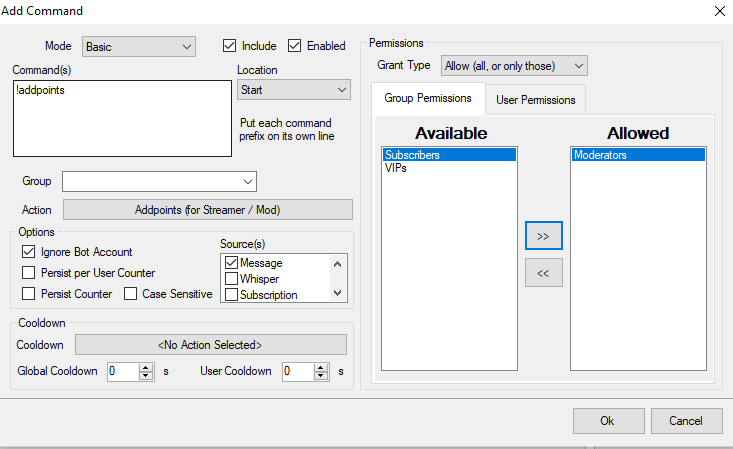 Add Command
Mode Basic Include Enabled
Command(s) Location
!addpoints Start
Put each command
prefix on its own line
Group
Action Addpoints (for Streamer / Mod)
Options
Ignore Bot Account
Persist per User Counter
Persist Counter Case Sensitive
Source(s)
Message
Whisper
Subscription
Cooldown
Cooldown <No Action Selected>
Global Cooldown 0 s User Cooldown 0 s
Permissions
Grant Type Allow (all, or only those)
Group Permissions User Permissions
Available Allowed
Subscribers Moderators
VIPs
>>
<<
Ok Cancel